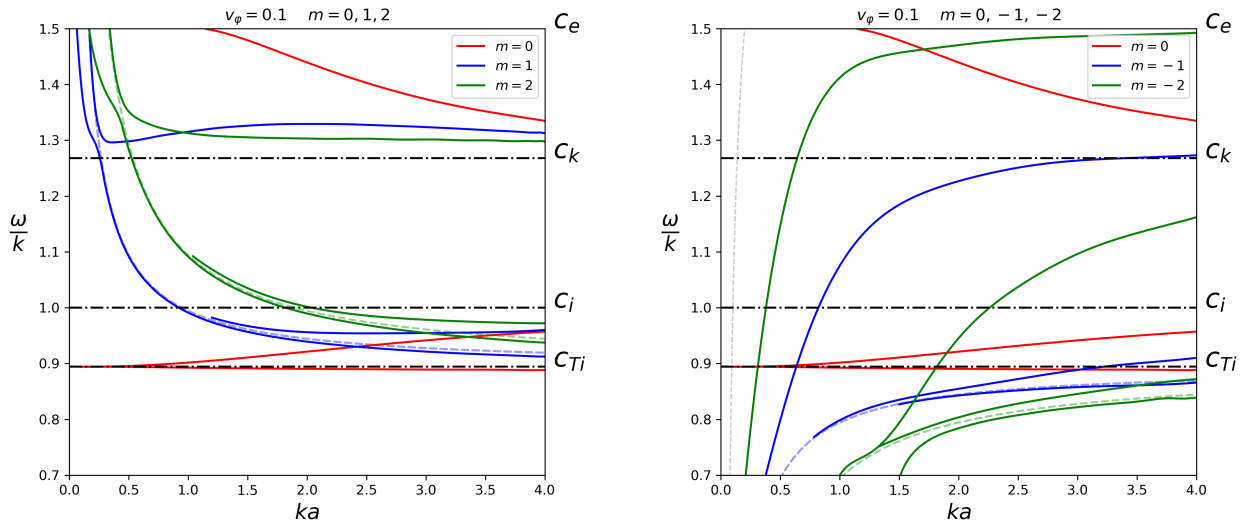 v_φ = 0.1 m = 0, 1, 2
1.5
1.4
1.3
1.2
1.1
1.0
0.9
0.8
0.7
ω/k
0.0 0.5 1.0 1.5 2.0 2.5 3.0 3.5 4.0
ka
m = 0
m = 1
m = 2
c_e
c_k
c_i
c_Ti
v_φ = 0.1 m = 0, − 1, − 2
1.5
1.4
1.3
1.2
1.1
1.0
0.9
0.8
0.7
ω/k
0.0 0.5 1.0 1.5 2.0 2.5 3.0 3.5 4.0
ka
m = 0
m = −1
m = −2
c_e
c_k
c_i
c_Ti